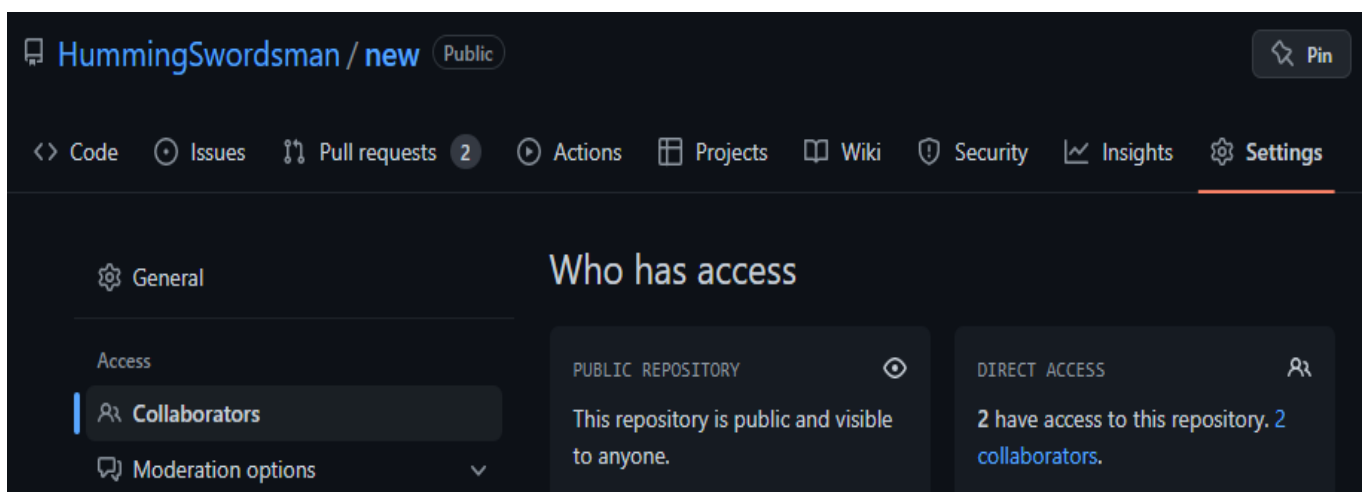 HummingSwordsman / new Public
Pin
Code Issues Pull requests 2 Actions Projects Wiki Security Insights Settings
General
Access
Collaborators
Moderation options
Who has access
PUBLIC REPOSITORY
This repository is public and visible
to anyone.
DIRECT ACCESS
2 have access to this repository. 2
collaborators.